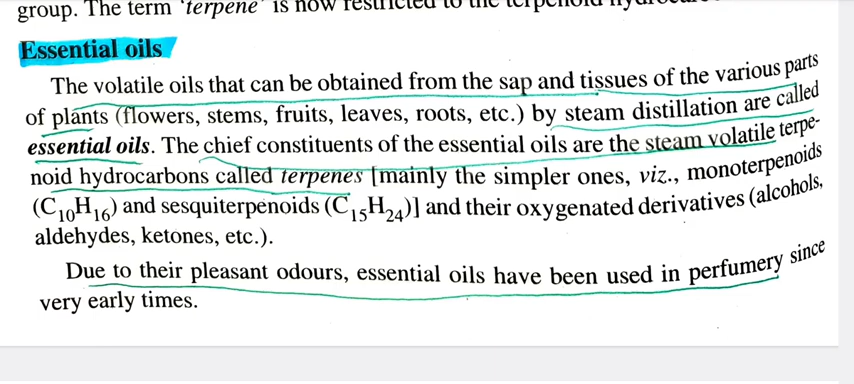 group. The term 'terpene' is now restricted to the terpenoid
Essential oils
The volatile oils that can be obtained from the sap and tissues of the various parts
of plants (flowers, stems, fruits, leaves, roots, etc.) by steam distillation are called
essential oils. The chief constituents of the essential oils are the steam volatile terpe-
noid hydrocarbons called terpenes [mainly the simpler ones, viz., monoterpenoids
(C₁₀H₁₆) and sesquiterpenoids (C₁₅H₂₄)] and their oxygenated derivatives (alcohols,
aldehydes, ketones, etc.).
Due to their pleasant odours, essential oils have been used in perfumery since
very early times.